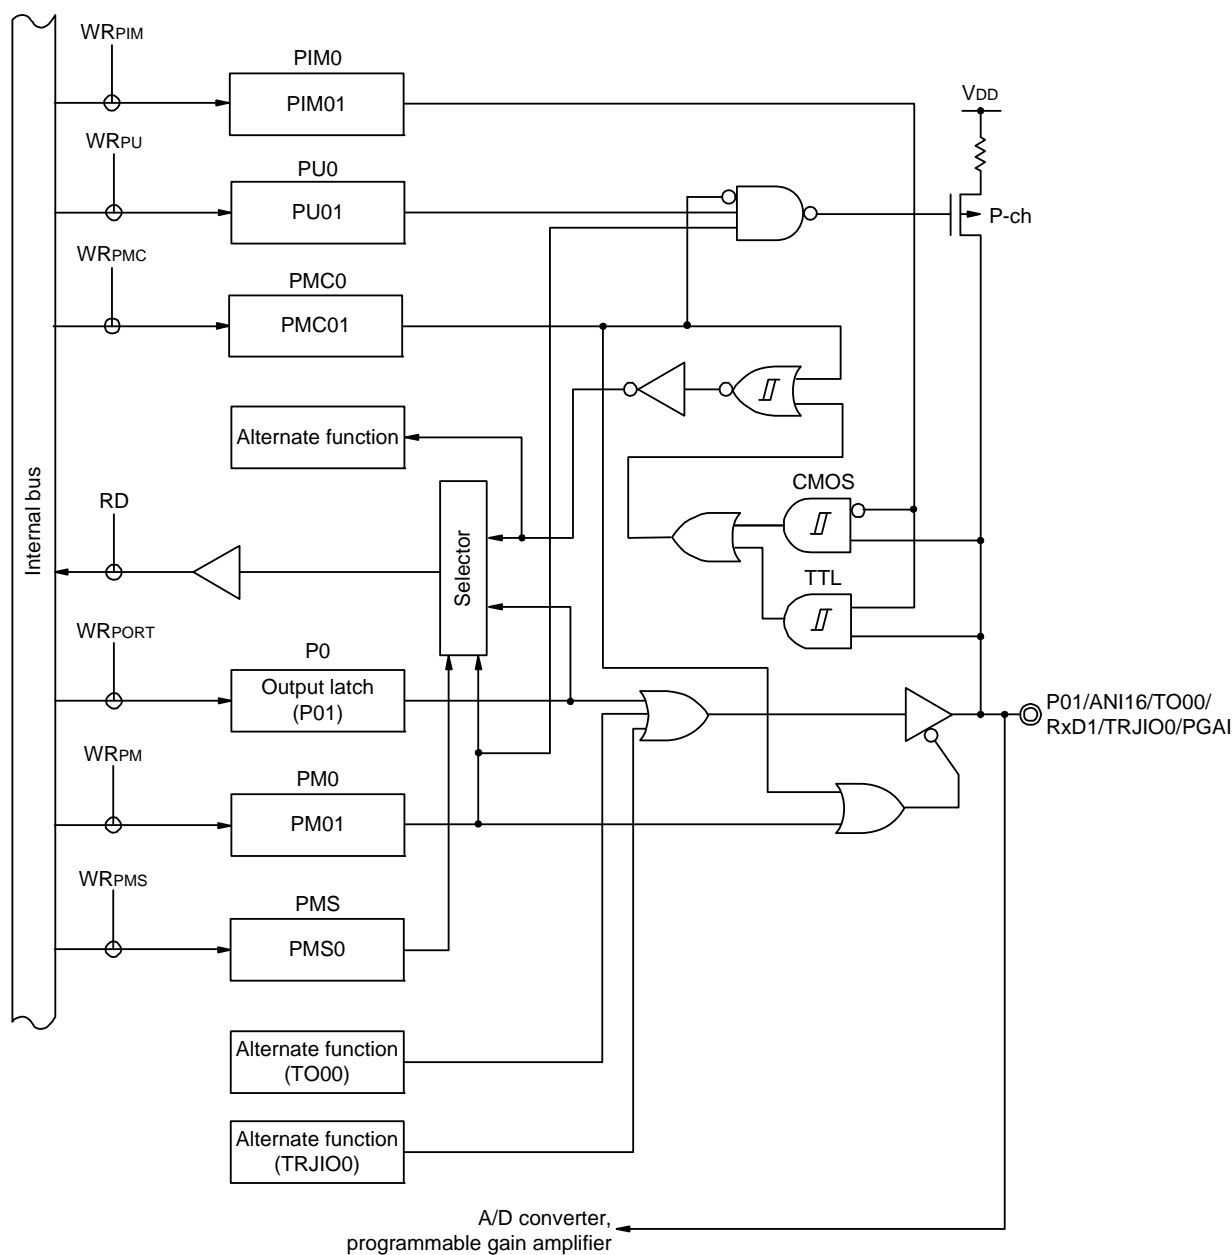 WRPIM
PIM0
PIM01
VDD
WRPU
PU0
PU01
P-ch
WRPMC
PMC0
PMC01
Alternate function
Internal bus
RD
Selector
CMOS
TTL
WRPORT
P0
Output latch
(P01)
P01/ANI16/TO00/
RxD1/TRJIO0/PGAI
WRPM
PM0
PM01
WRPMS
PMS
PMS0
Alternate function
(TO00)
Alternate function
(TRJIO0)
A/D converter,
programmable gain amplifier